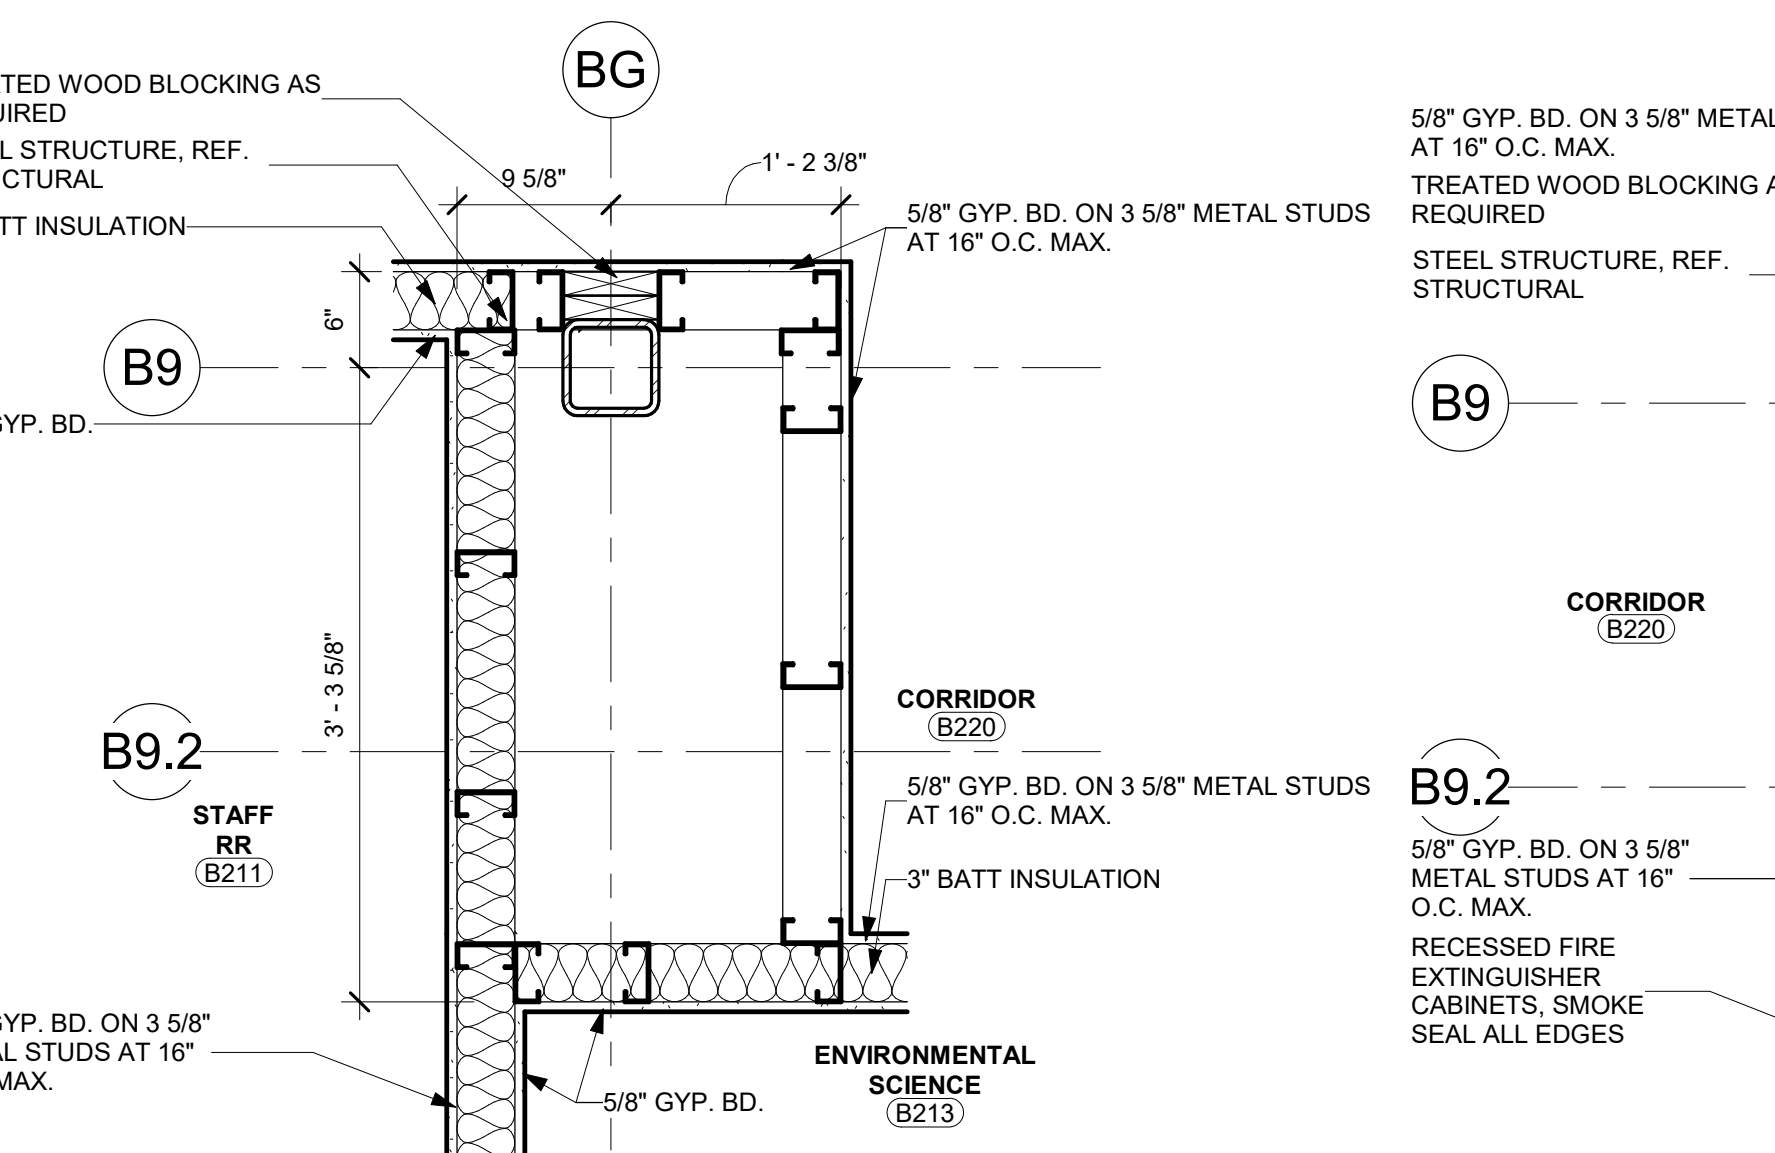 BG
ATED WOOD BLOCKING AS
UIRED
L STRUCTURE, REF.
CTURAL
TT INSULATION
9 5/8"
1' - 2 3/8"
5/8" GYP. BD. ON 3 5/8" METAL STUDS
AT 16" O.C. MAX.
6"
B9
GYP. BD.
3' - 3 5/8"
CORRIDOR
B220
B9.2
STAFF
RR
B211
5/8" GYP. BD. ON 3 5/8" METAL STUDS
AT 16" O.C. MAX.
3" BATT INSULATION
GYP. BD. ON 3 5/8"
AL STUDS AT 16"
MAX.
ENVIRONMENTAL
SCIENCE
B213
5/8" GYP. BD.
5/8" GYP. BD. ON 3 5/8" METAL
AT 16" O.C. MAX.
TREATED WOOD BLOCKING A
REQUIRED
STEEL STRUCTURE, REF.
STRUCTURAL
B9
CORRIDOR
B220
B9.2
5/8" GYP. BD. ON 3 5/8"
METAL STUDS AT 16"
O.C. MAX.
RECESSED FIRE
EXTINGUISHER
CABINETS, SMOKE
SEAL ALL EDGES